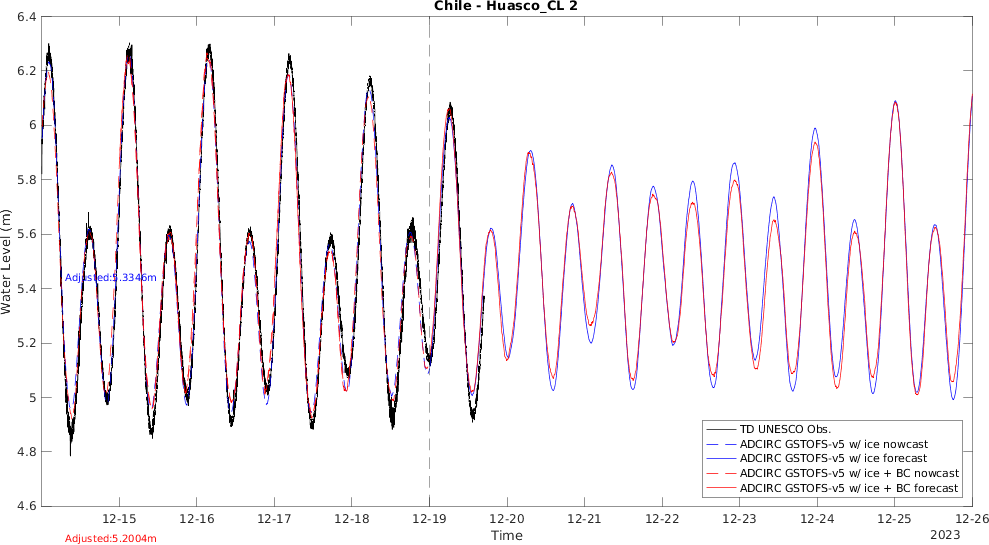 Chile - Huasco_CL 2
6.4
6.2
6
5.8
5.6
5.4
5.2
5
4.8
4.6
Water Level (m)
Adjusted:5.3346m
TD UNESCO Obs.
ADCIRC GSTOFS-v5 w/ ice nowcast
ADCIRC GSTOFS-v5 w/ ice forecast
ADCIRC GSTOFS-v5 w/ ice + BC nowcast
ADCIRC GSTOFS-v5 w/ ice + BC forecast
12-15 12-16 12-17 12-18 12-19 12-20 12-21 12-22 12-23 12-24 12-25 12-26
Time
2023
Adjusted:5.2004m